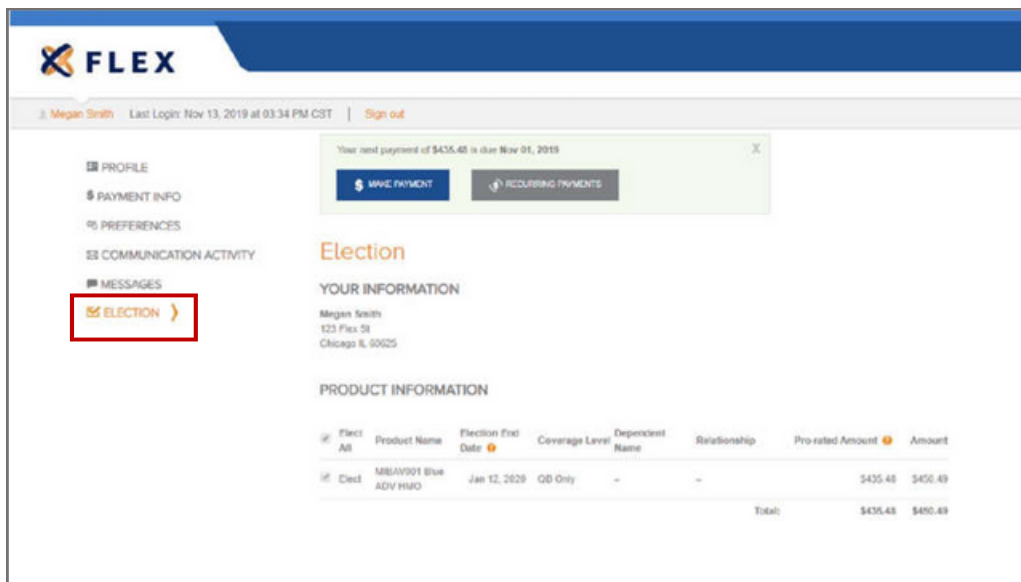 FLEX
Megan Smith Last Login: Nov 13, 2019 at 03:34 PM CST | Sign out
Your next payment of $435.48 is due Nov 01, 2019 X
$ MAKE PAYMENT RECURRING PAYMENTS
PROFILE
$ PAYMENT INFO
PREFERENCES
COMMUNICATION ACTIVITY
MESSAGES
ELECTION
Election
YOUR INFORMATION
Megan Smith
123 Flex St
Chicago IL 60625
PRODUCT INFORMATION
Elect All Product Name Election End Date Coverage Level Dependent Name Relationship Pro-rated Amount Amount
Elect Blue ADV HMO Jan 12, 2020 QB Only - - $435.48 $450.49
Total: $435.48 $450.49